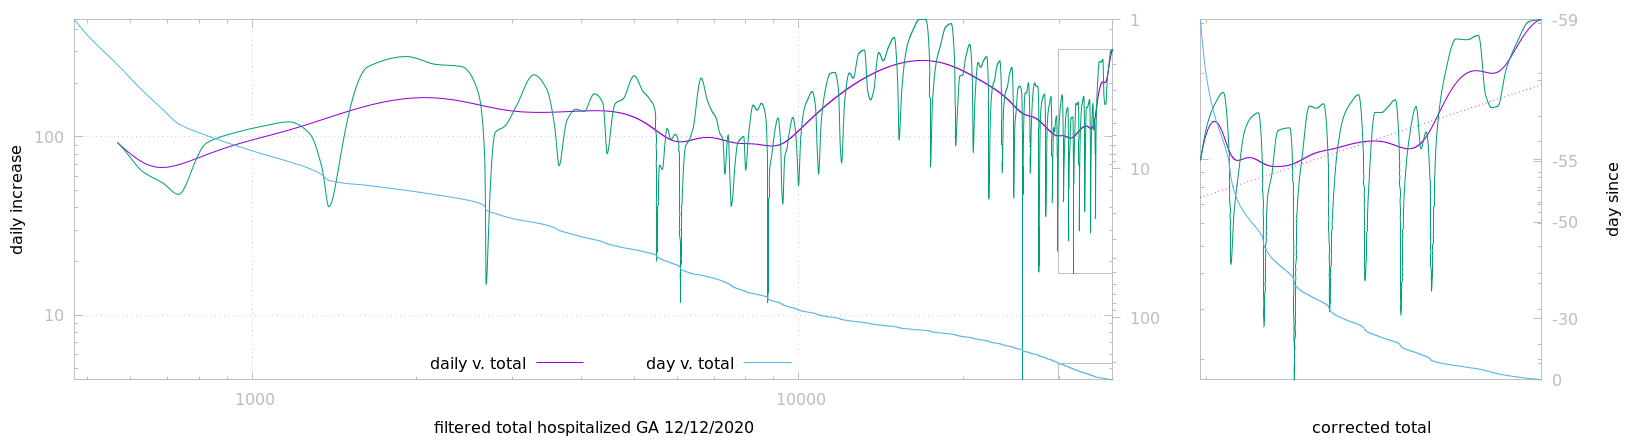 daily increase
100
10
1000
10000
1
10
100
daily v. total
day v. total
filtered total hospitalized GA 12/12/2020
-59
-55
-50
-30
0
day since
corrected total